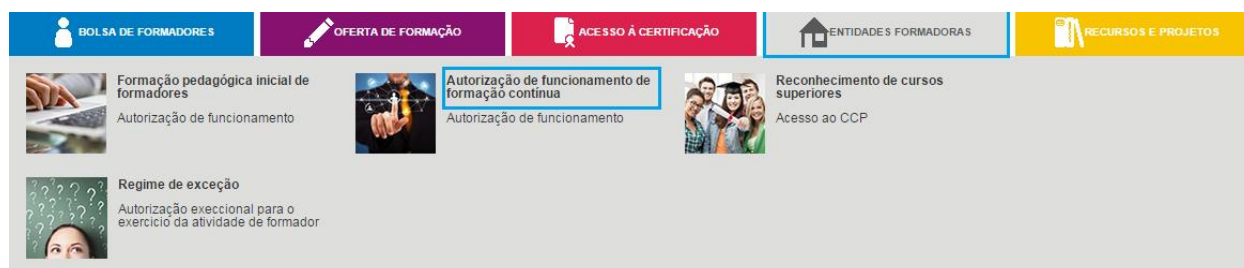 BOLSA DE FORMADORES
OFERTA DE FORMAÇÃO
ACESSO À CERTIFICAÇÃO
ENTIDADES FORMADORAS
RECURSOS E PROJETOS
Formação pedagógica inicial de
formadores
Autorização de funcionamento
Autorização de funcionamento de
formação contínua
Autorização de funcionamento
Reconhecimento de cursos
superiores
Acesso ao CCP
Regime de exceção
Autorização execcional para o
exercicio da atividade de formador